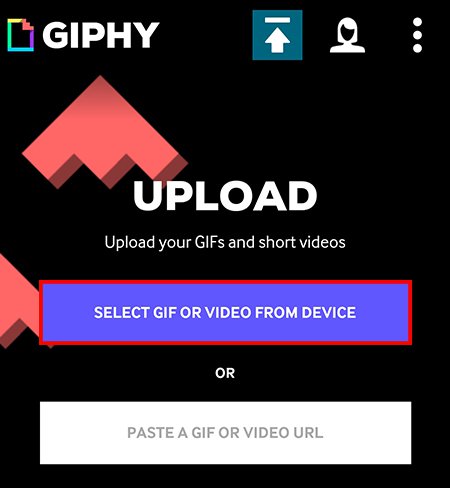 GIPHY
UPLOAD
Upload your GIFs and short videos
SELECT GIF OR VIDEO FROM DEVICE
OR
PASTE A GIF OR VIDEO URL